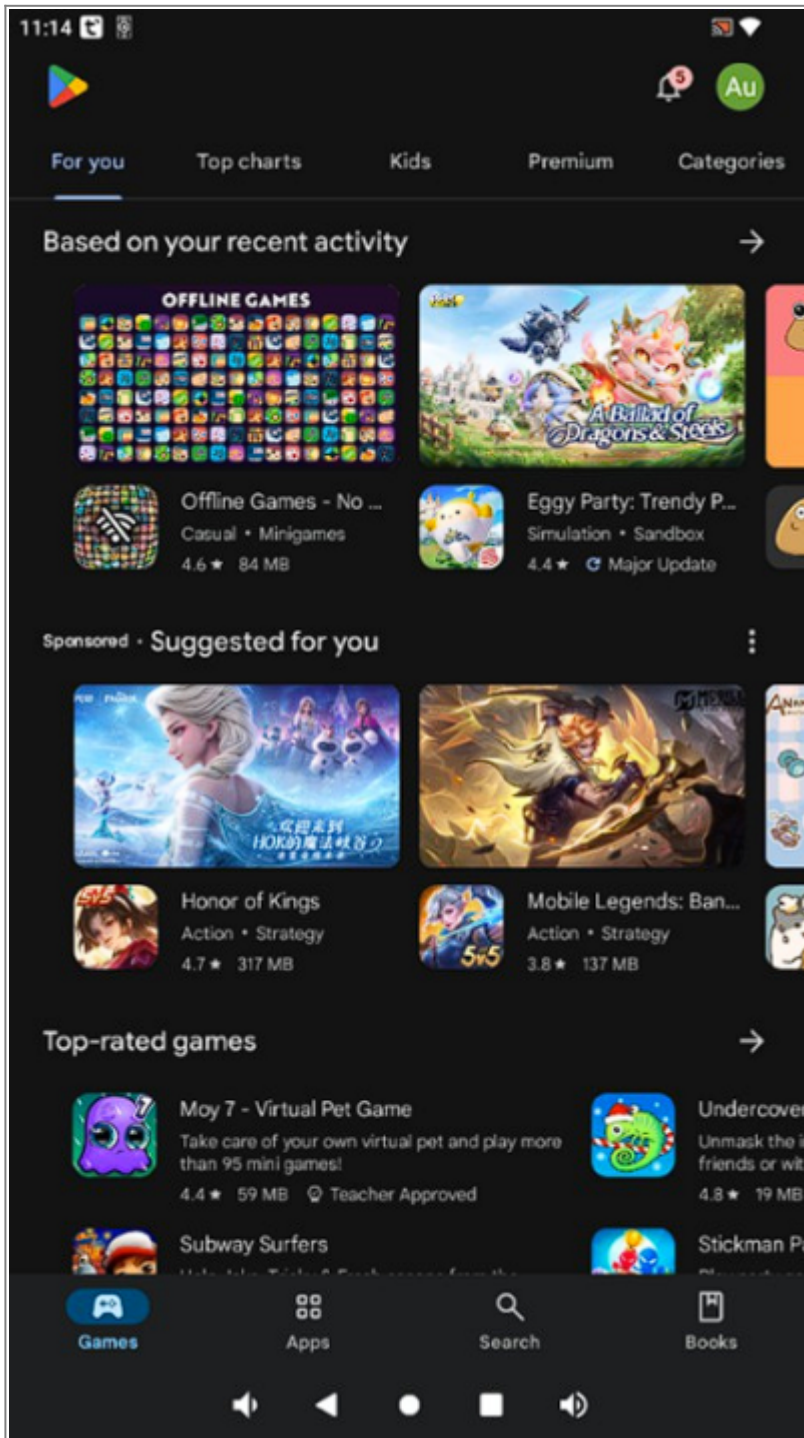 11:14
5
Au
For you
Top charts
Kids
Premium
Categories
Based on your recent activity
OFFLINE GAMES
A Ballad of
Dragons & Steels
Offline Games - No ...
Casual • Minigames
4.6★ 84 MB
Eggy Party: Trendy P...
Simulation • Sandbox
4.4★ Major Update
Sponsored • Suggested for you
欢迎来到
HOK的魔法峡谷
Honor of Kings
Action • Strategy
4.7★ 317 MB
5v5
Mobile Legends: Ban...
Action • Strategy
3.8★ 137 MB
Top-rated games
7
Moy 7 - Virtual Pet Game
Take care of your own virtual pet and play more
than 95 mini games!
4.4★ 59 MB Teacher Approved
Undercover
Unmask the i
friends or wit
4.8★ 19 MB
Subway Surfers
Stickman Pa
Games
Apps
Search
Books